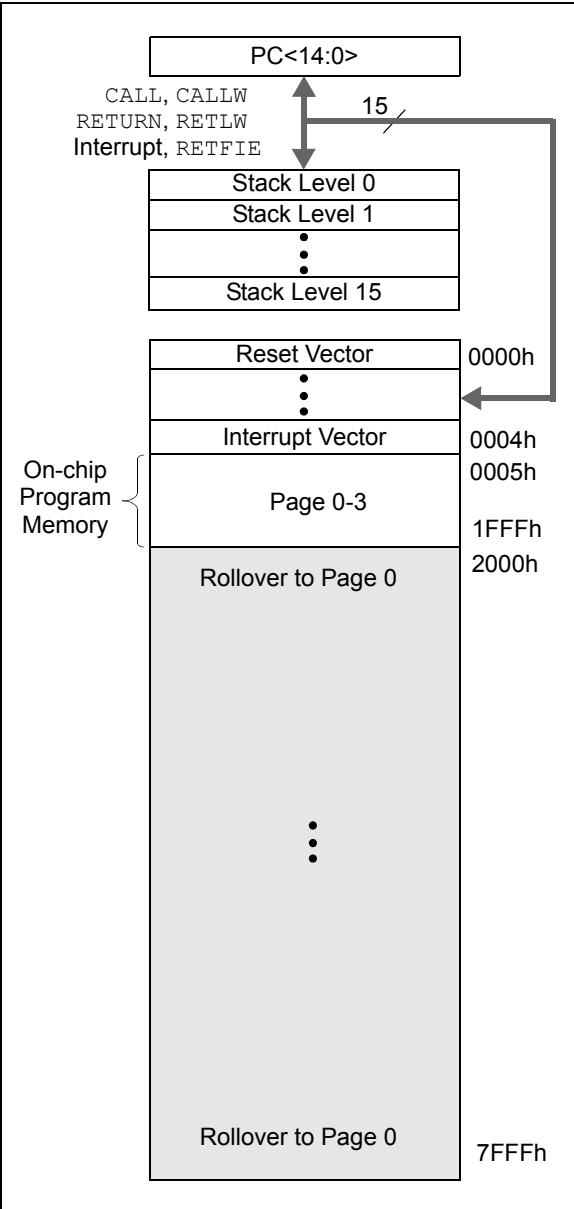 PC<14:0>
CALL, CALLW
15
RETURN, RETLW
Interrupt, RETFIE
Stack Level 0
Stack Level 1
Stack Level 15
Reset Vector
0000h
Interrupt Vector
0004h
On-chip
Program
Memory
0005h
Page 0-3
1FFFh
2000h
Rollover to Page 0
Rollover to Page 0
7FFFh